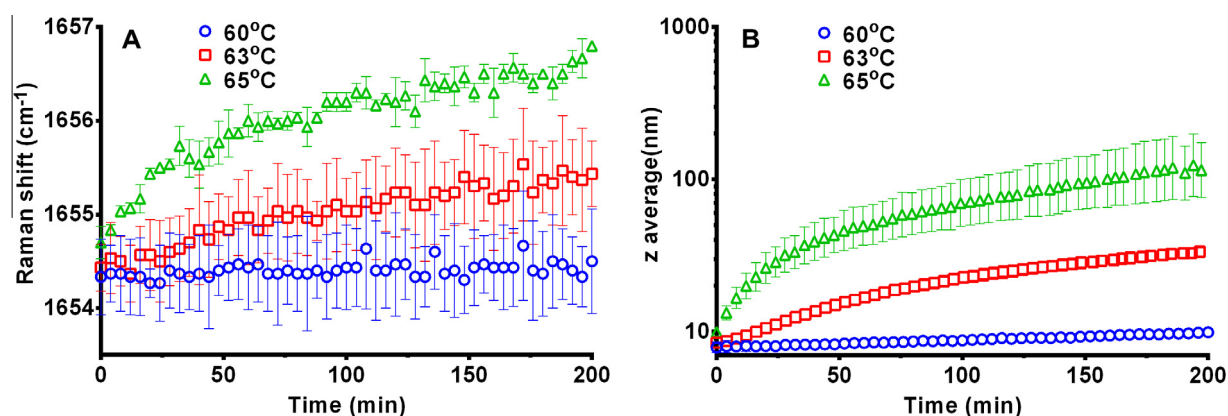 A
60°C
63°C
65°C
1657
1656
1655
1654
Raman shift (cm⁻¹)
0 50 100 150 200
Time (min)
B
60°C
63°C
65°C
1000
100
10
z average(nm)
0 50 100 150 200
Time (min)